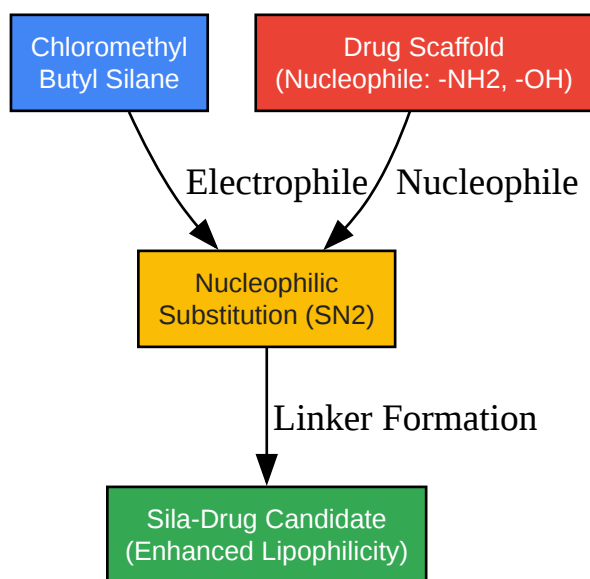 Chloromethyl
Butyl Silane
Drug Scaffold
(Nucleophile: -NH2, -OH)
Electrophile
Nucleophile
Nucleophilic
Substitution (SN2)
Linker Formation
Sila-Drug Candidate
(Enhanced Lipophilicity)